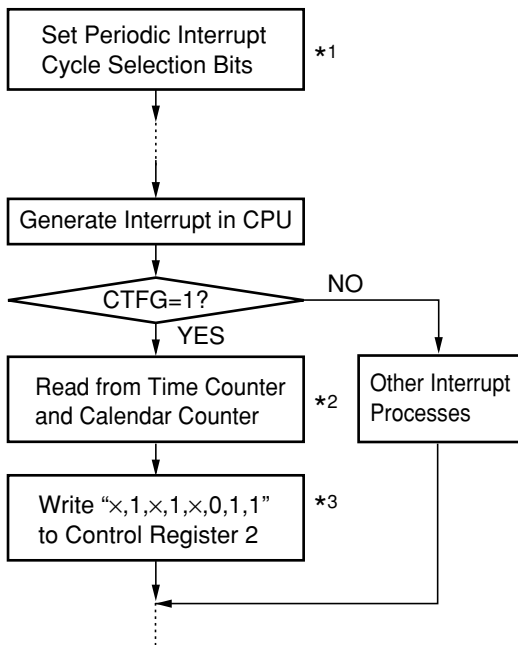 Set Periodic Interrupt
Cycle Selection Bits
*1
Generate Interrupt in CPU
CTFG=1?
NO
YES
Read from Time Counter
and Calendar Counter
*2
Other Interrupt
Processes
Write “×,1,×,1,×,0,1,1”
to Control Register 2
*3